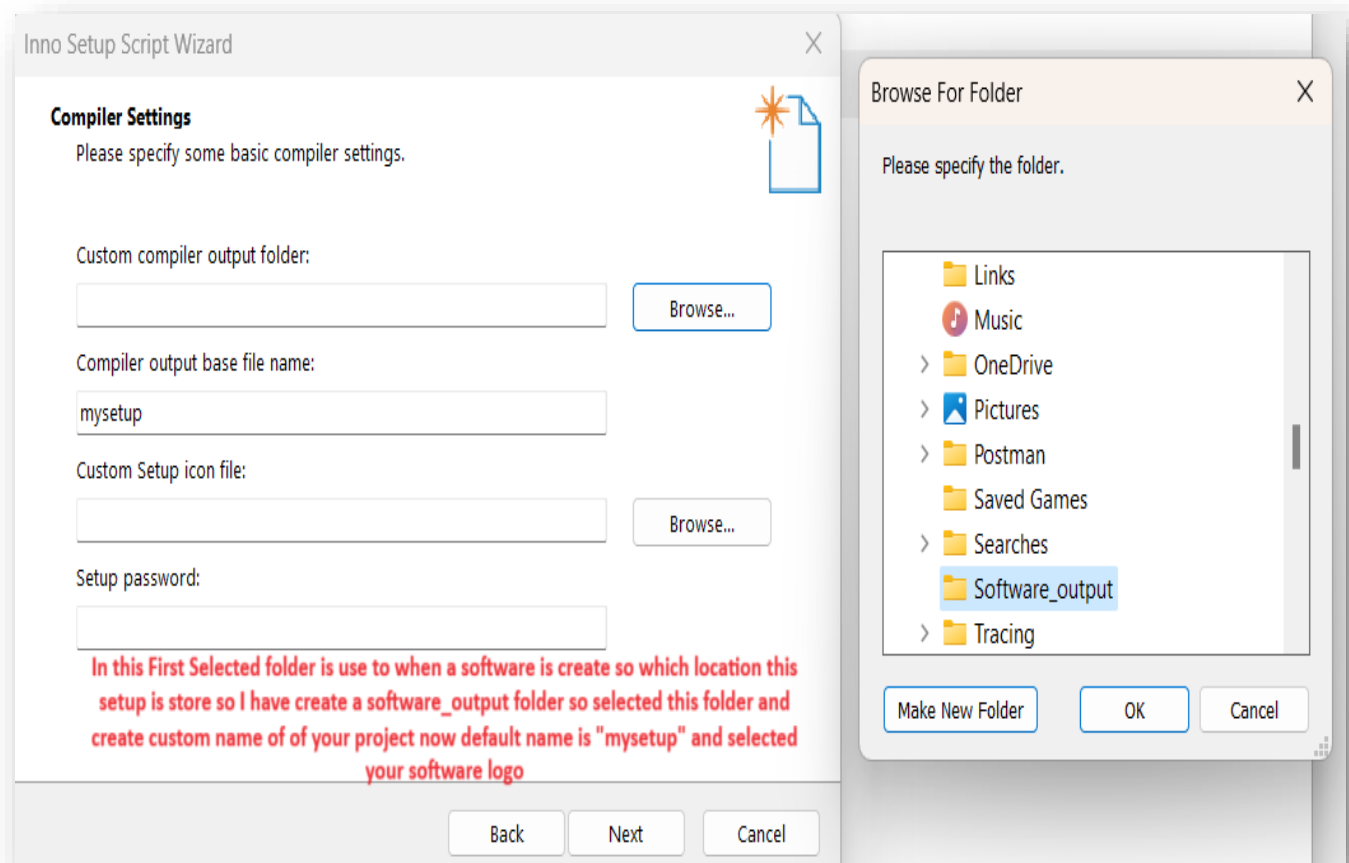 Inno Setup Script Wizard
Compiler Settings
Please specify some basic compiler settings.
Custom compiler output folder:
Browse...
Compiler output base file name:
mysetup
Custom Setup icon file:
Browse...
Setup password:
In this First Selected folder is use to when a software is create so which location this
setup is store so I have create a software_output folder so selected this folder and
create custom name of of your project now default name is "mysetup" and selected
your software logo
Back Next Cancel
Browse For Folder
Please specify the folder.
Links
Music
OneDrive
Pictures
Postman
Saved Games
Searches
Software_output
Tracing
Make New Folder OK Cancel